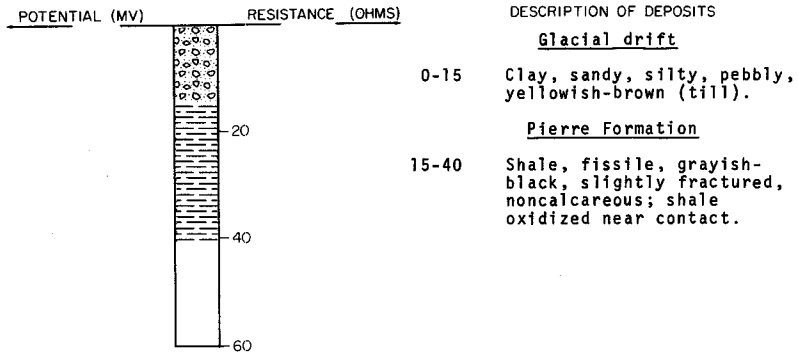 POTENTIAL (MV) RESISTANCE (OHMS) DESCRIPTION OF DEPOSITS
Glacial drift
0-15 Clay, sandy, silty, pebbly,
yellowish-brown (till).
20
Pierre Formation
15-40 Shale, fissile, grayish-
black, slightly fractured,
noncalcareous; shale
oxidized near contact.
40
60